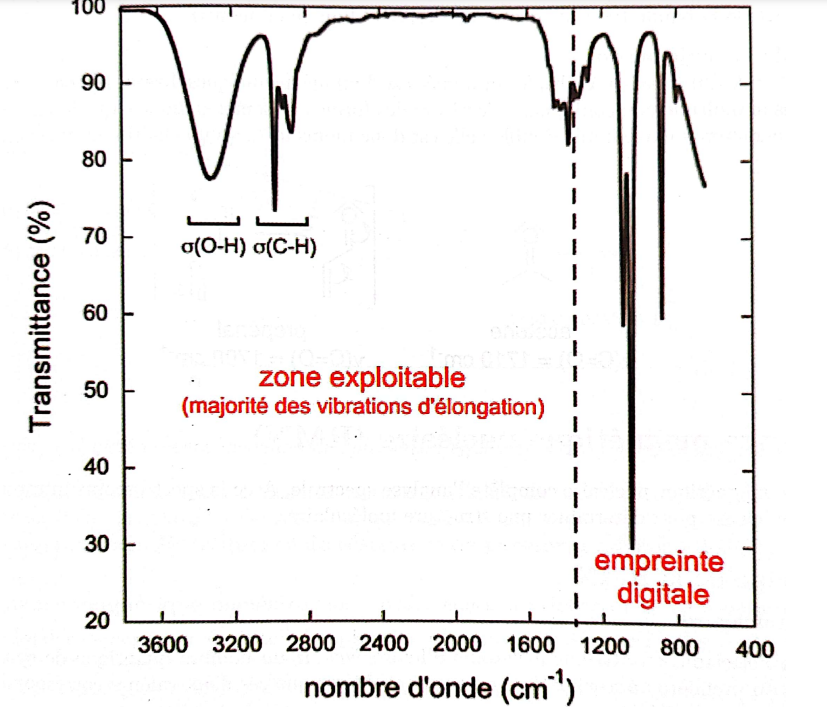 100
90
80
70
60
50
40
30
20
Transmittance (%)
σ(O-H) σ(C-H)
zone exploitable
(majorité des vibrations d'élongation)
empreinte
digitale
3600 3200 2800 2400 2000 1600 1200 800 400
nombre d'onde (cm⁻¹)